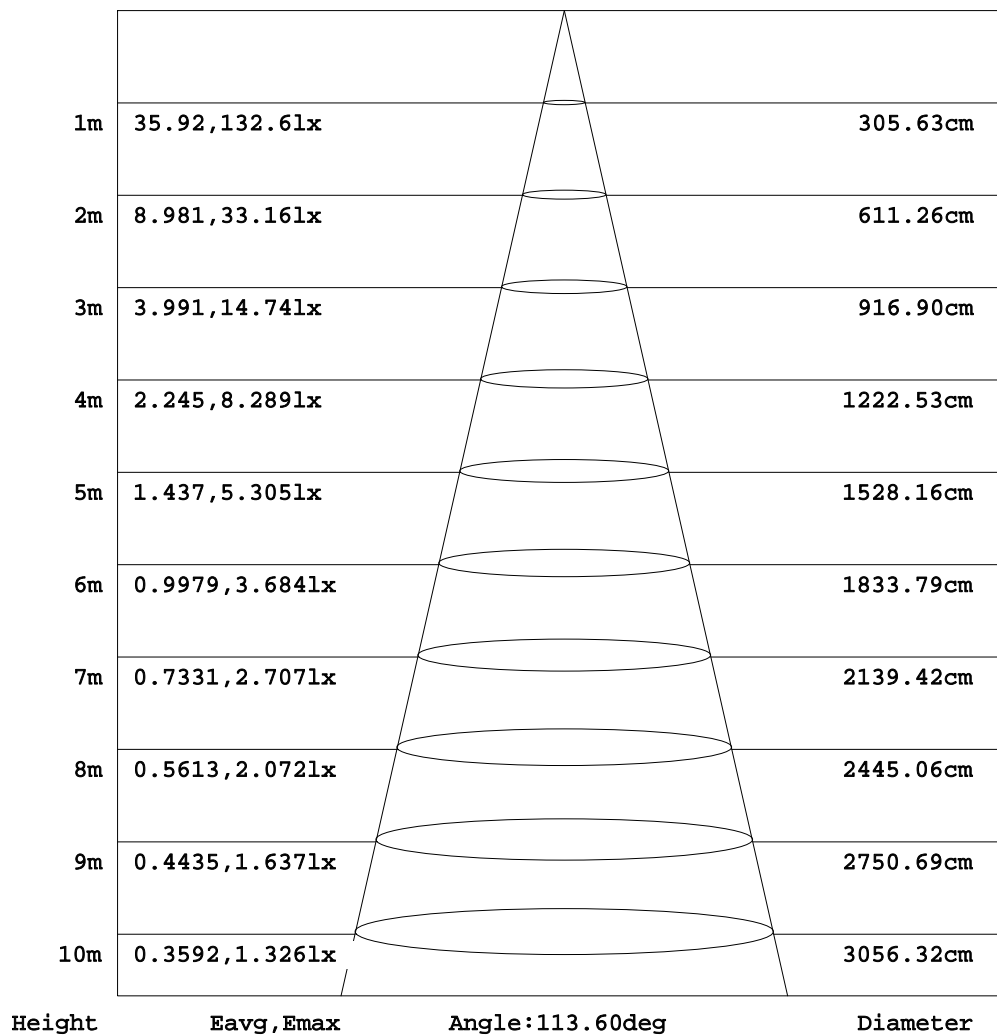 1m 35.92,132.6lx 305.63cm
2m 8.981,33.16lx 611.26cm
3m 3.991,14.74lx 916.90cm
4m 2.245,8.289lx 1222.53cm
5m 1.437,5.305lx 1528.16cm
6m 0.9979,3.684lx 1833.79cm
7m 0.7331,2.707lx 2139.42cm
8m 0.5613,2.072lx 2445.06cm
9m 0.4435,1.637lx 2750.69cm
10m 0.3592,1.326lx 3056.32cm
Height Eavg,Emax Angle:113.60deg Diameter